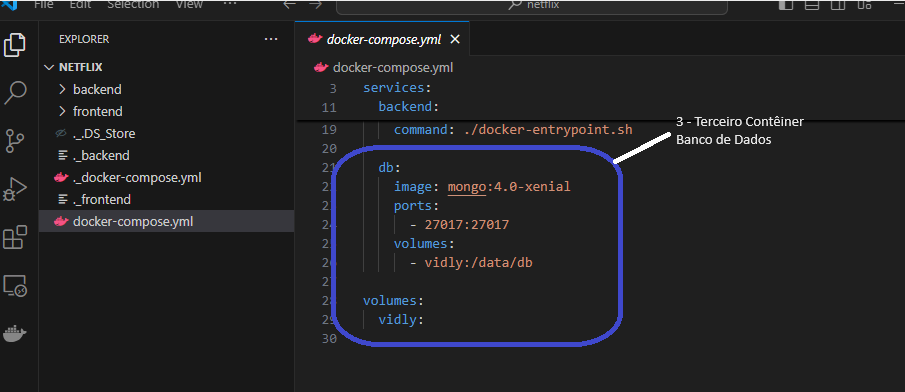 File Edit Selection View netflix
EXPLORER ···
NETFLIX
backend
frontend
._.DS_Store
._backend
._docker-compose.yml
._frontend
docker-compose.yml
docker-compose.yml
docker-compose.yml
3 services:
11 backend:
19 command: ./docker-entrypoint.sh
20
21 db:
22 image: mongo:4.0-xenial
23 ports:
24 - 27017:27017
25 volumes:
26 - vidly:/data/db
27
28 volumes:
29 vidly:
30
3 - Terceiro Contêiner
Banco de Dados